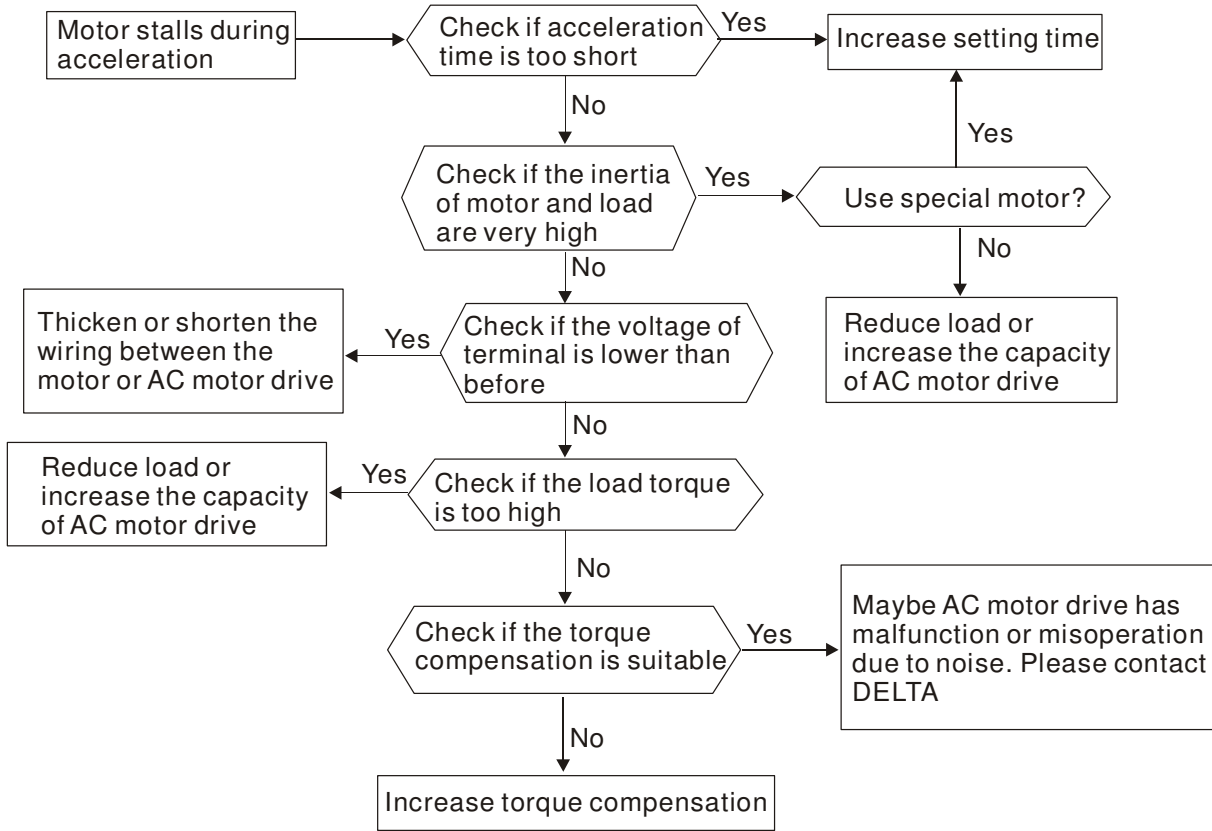 Motor stalls during
acceleration
Check if acceleration
time is too short
Yes
Increase setting time
No
Yes
Check if the inertia
of motor and load
are very high
Yes
Use special motor?
No
No
Thicken or shorten the
wiring between the
motor or AC motor drive
Yes
Check if the voltage of
terminal is lower than
before
Reduce load or
increase the capacity
of AC motor drive
No
Reduce load or
increase the capacity
of AC motor drive
Yes
Check if the load torque
is too high
No
Check if the torque
compensation is suitable
Yes
Maybe AC motor drive has
malfunction or misoperation
due to noise. Please contact
DELTA
No
Increase torque compensation